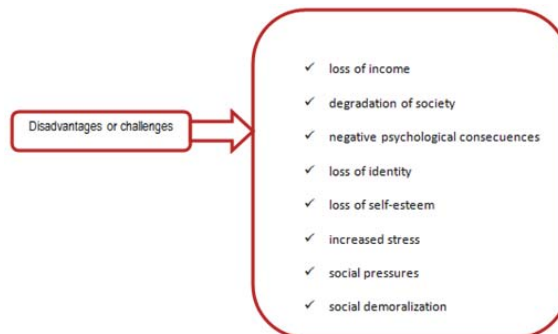 Disadvantages or challenges
✓ loss of income
✓ degradation of society
✓ negative psychological consecuences
✓ loss of identity
✓ loss of self-esteem
✓ increased stress
✓ social pressures
✓ social demoralization